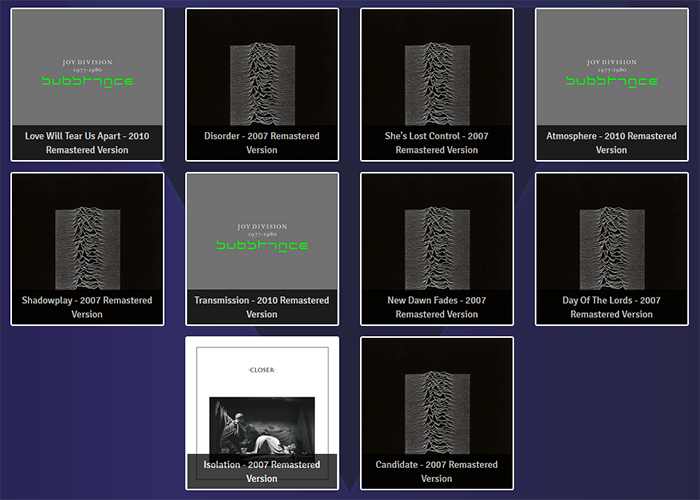 JOY DIVISION
1977-1980
substance
Love Will Tear Us Apart - 2010
Remastered Version
Disorder - 2007 Remastered
Version
She's Lost Control - 2007
Remastered Version
JOY DIVISION
1977-1980
substance
Atmosphere - 2010 Remastered
Version
Shadowplay - 2007 Remastered
Version
JOY DIVISION
1977-1980
substance
Transmission - 2010 Remastered
Version
New Dawn Fades - 2007
Remastered Version
Day Of The Lords - 2007
Remastered Version
·CLOSER·
Isolation - 2007 Remastered
Version
Candidate - 2007 Remastered
Version